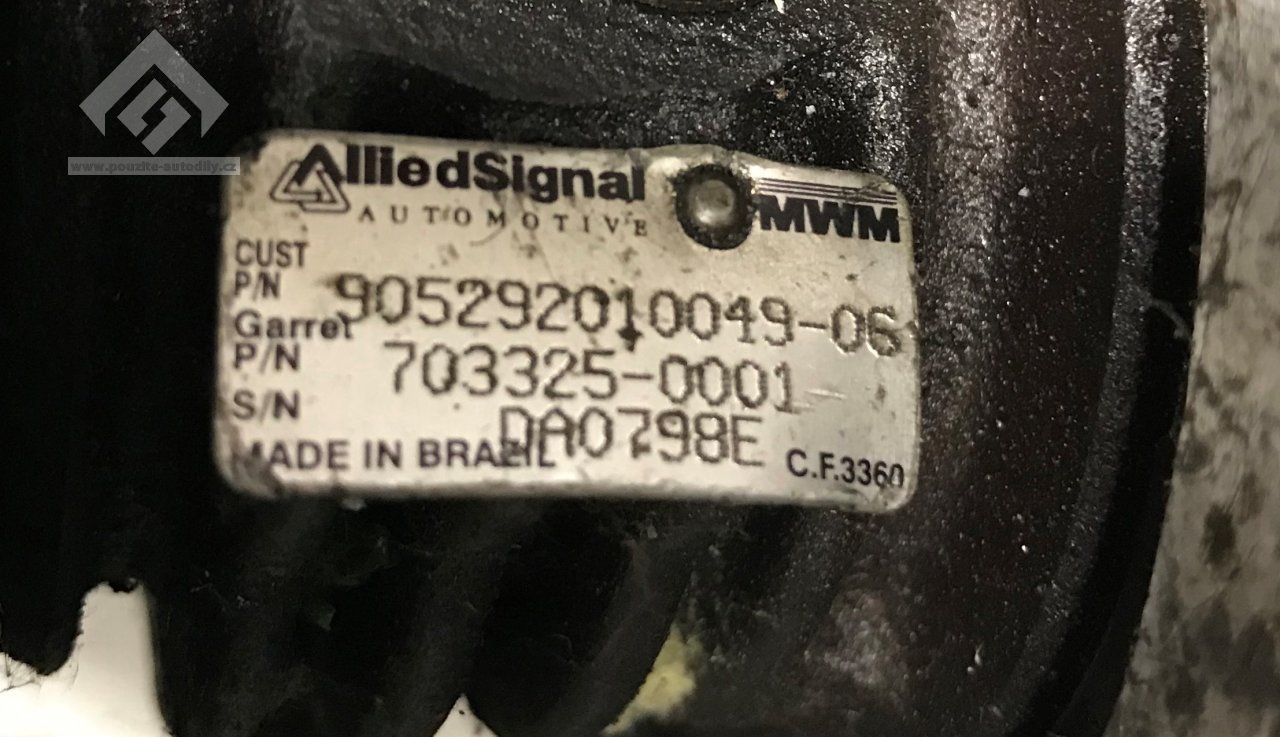 www.pouzite-autodily.cz
AlliedSignal
AUTOMOTIVE
MWM
CUST
P/N 905292010049-06
Garret
P/N 703325-0001
S/N DA0798E
MADE IN BRAZIL
C.F.3360